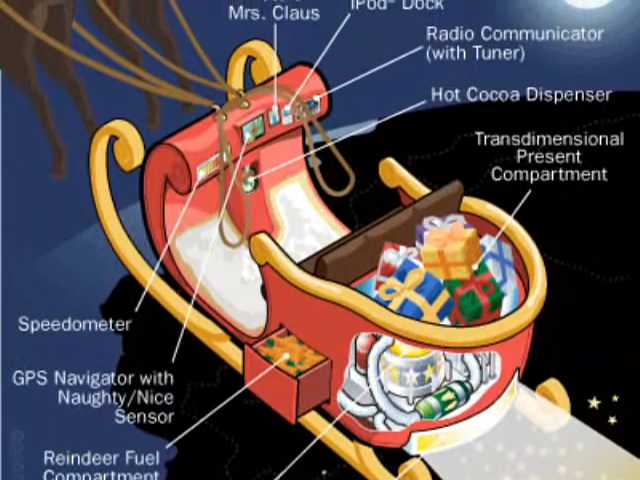 Mrs. Claus
iPod® Dock
Radio Communicator
(with Tuner)
Hot Cocoa Dispenser
Transdimensional
Present
Compartment
Speedometer
GPS Navigator with
Naughty/Nice
Sensor
Reindeer Fuel
Compartment